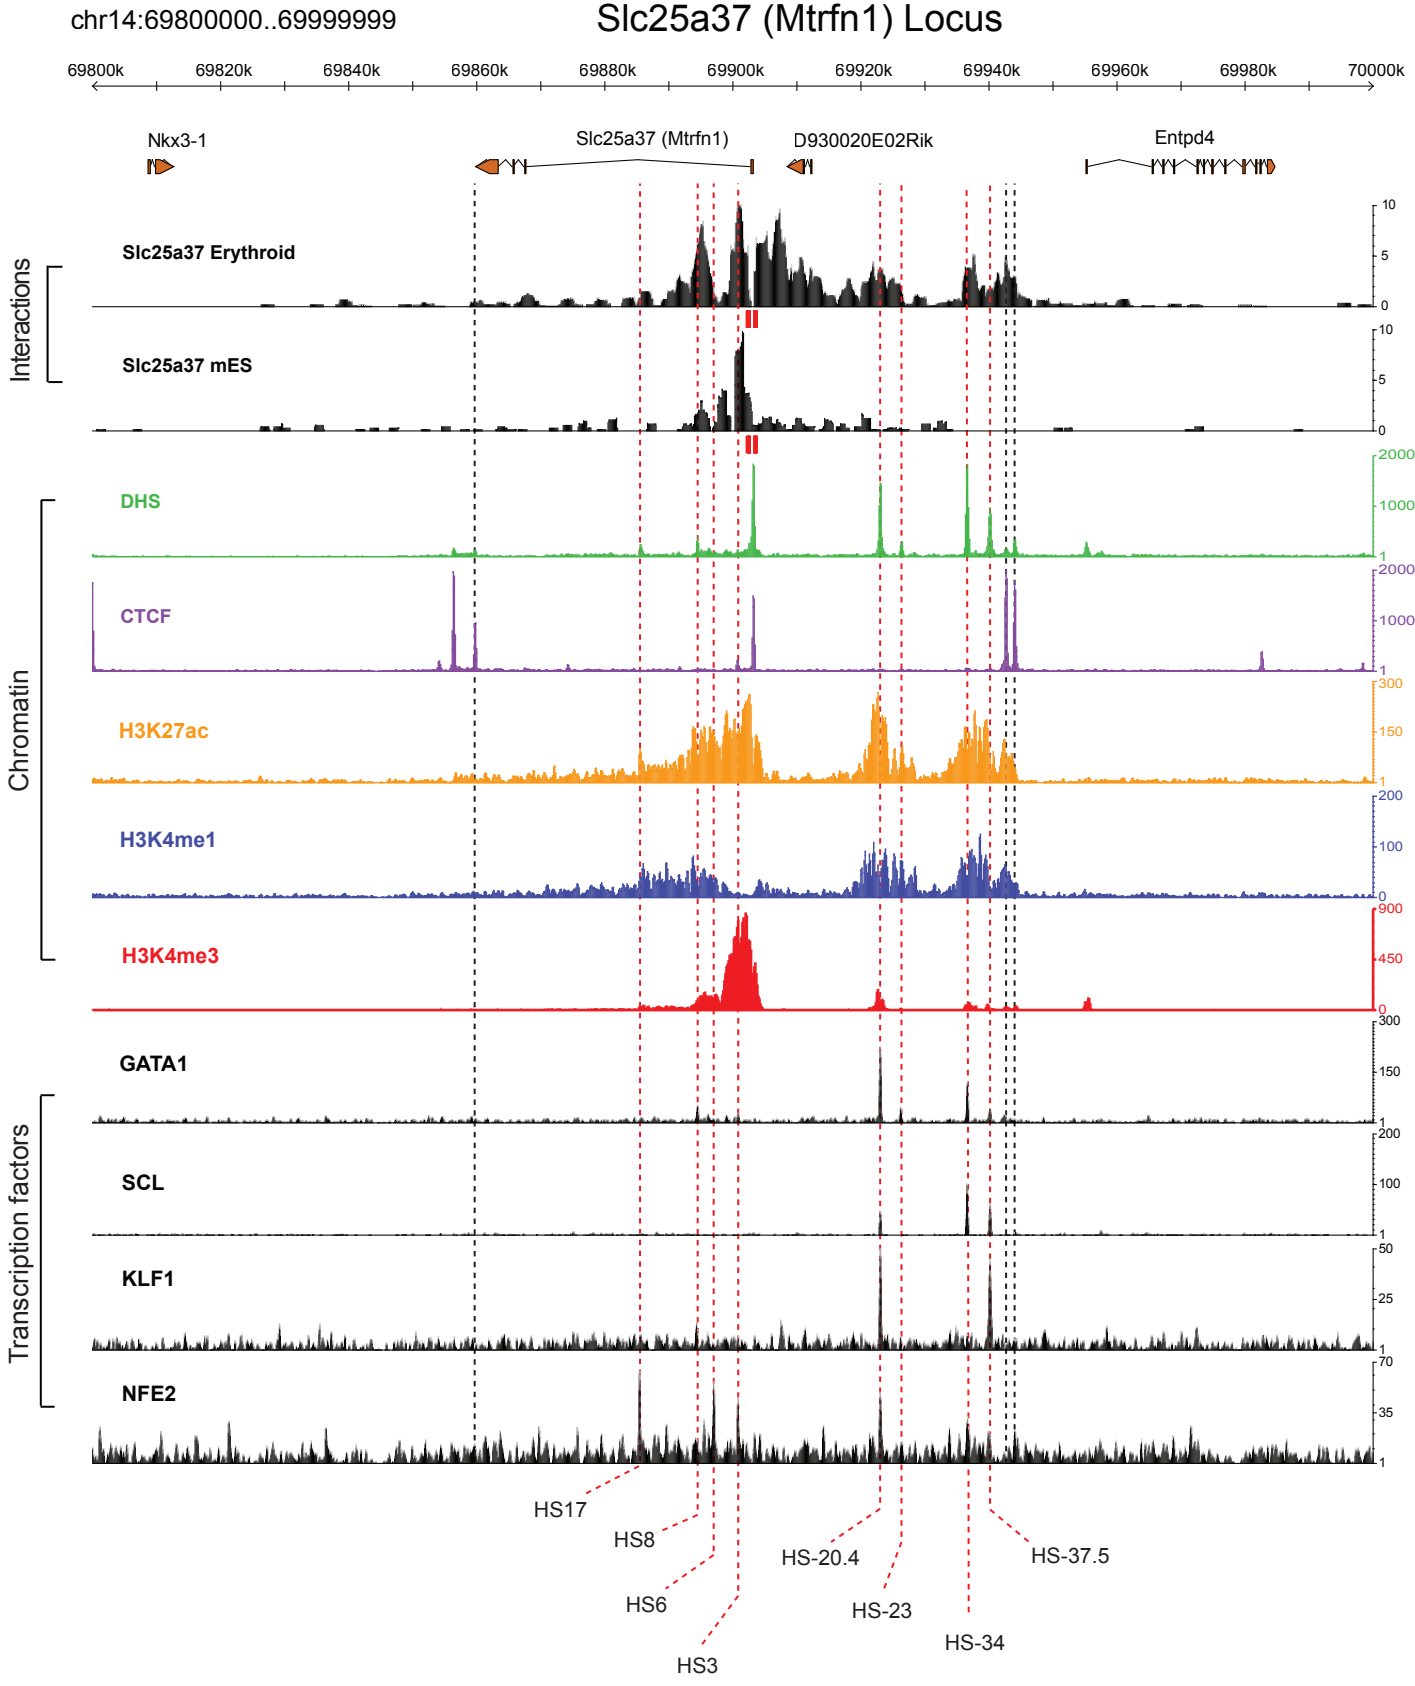 chr14:69800000..69999999
Slc25a37 (Mtrfn1) Locus
69800k 69820k 69840k 69860k 69880k 69900k 69920k 69940k 69960k 69980k 70000k
Nkx3-1 Slc25a37 (Mtrfn1) D930020E02Rik Entpd4
Interactions
Slc25a37 Erythroid
10
5
0
Slc25a37 mES
10
5
0
Chromatin
DHS
2000
1000
1
CTCF
2000
1000
1
H3K27ac
300
150
1
H3K4me1
200
100
0
H3K4me3
900
450
0
Transcription factors
GATA1
300
150
1
SCL
200
100
1
KLF1
50
25
1
NFE2
70
35
1
HS17
HS8
HS6
HS3
HS-20.4
HS-23
HS-34
HS-37.5